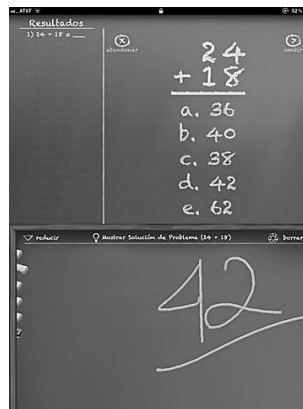 AT&T 92%
Resultados
1) 24 + 18 = ___
abandonar
omitir
24
+ 18
a. 36
b. 40
c. 38
d. 42
e. 62
reducir Mostrar Solución de Problema (24 + 18) borrar
42